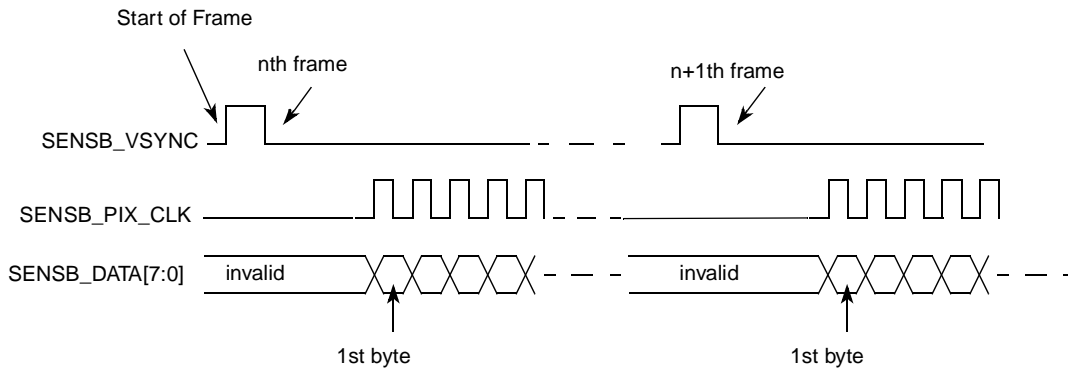 Start of Frame
nth frame
n+1th frame
SENSB_VSYNC
SENSB_PIX_CLK
SENSB_DATA[7:0]
invalid
invalid
1st byte
1st byte